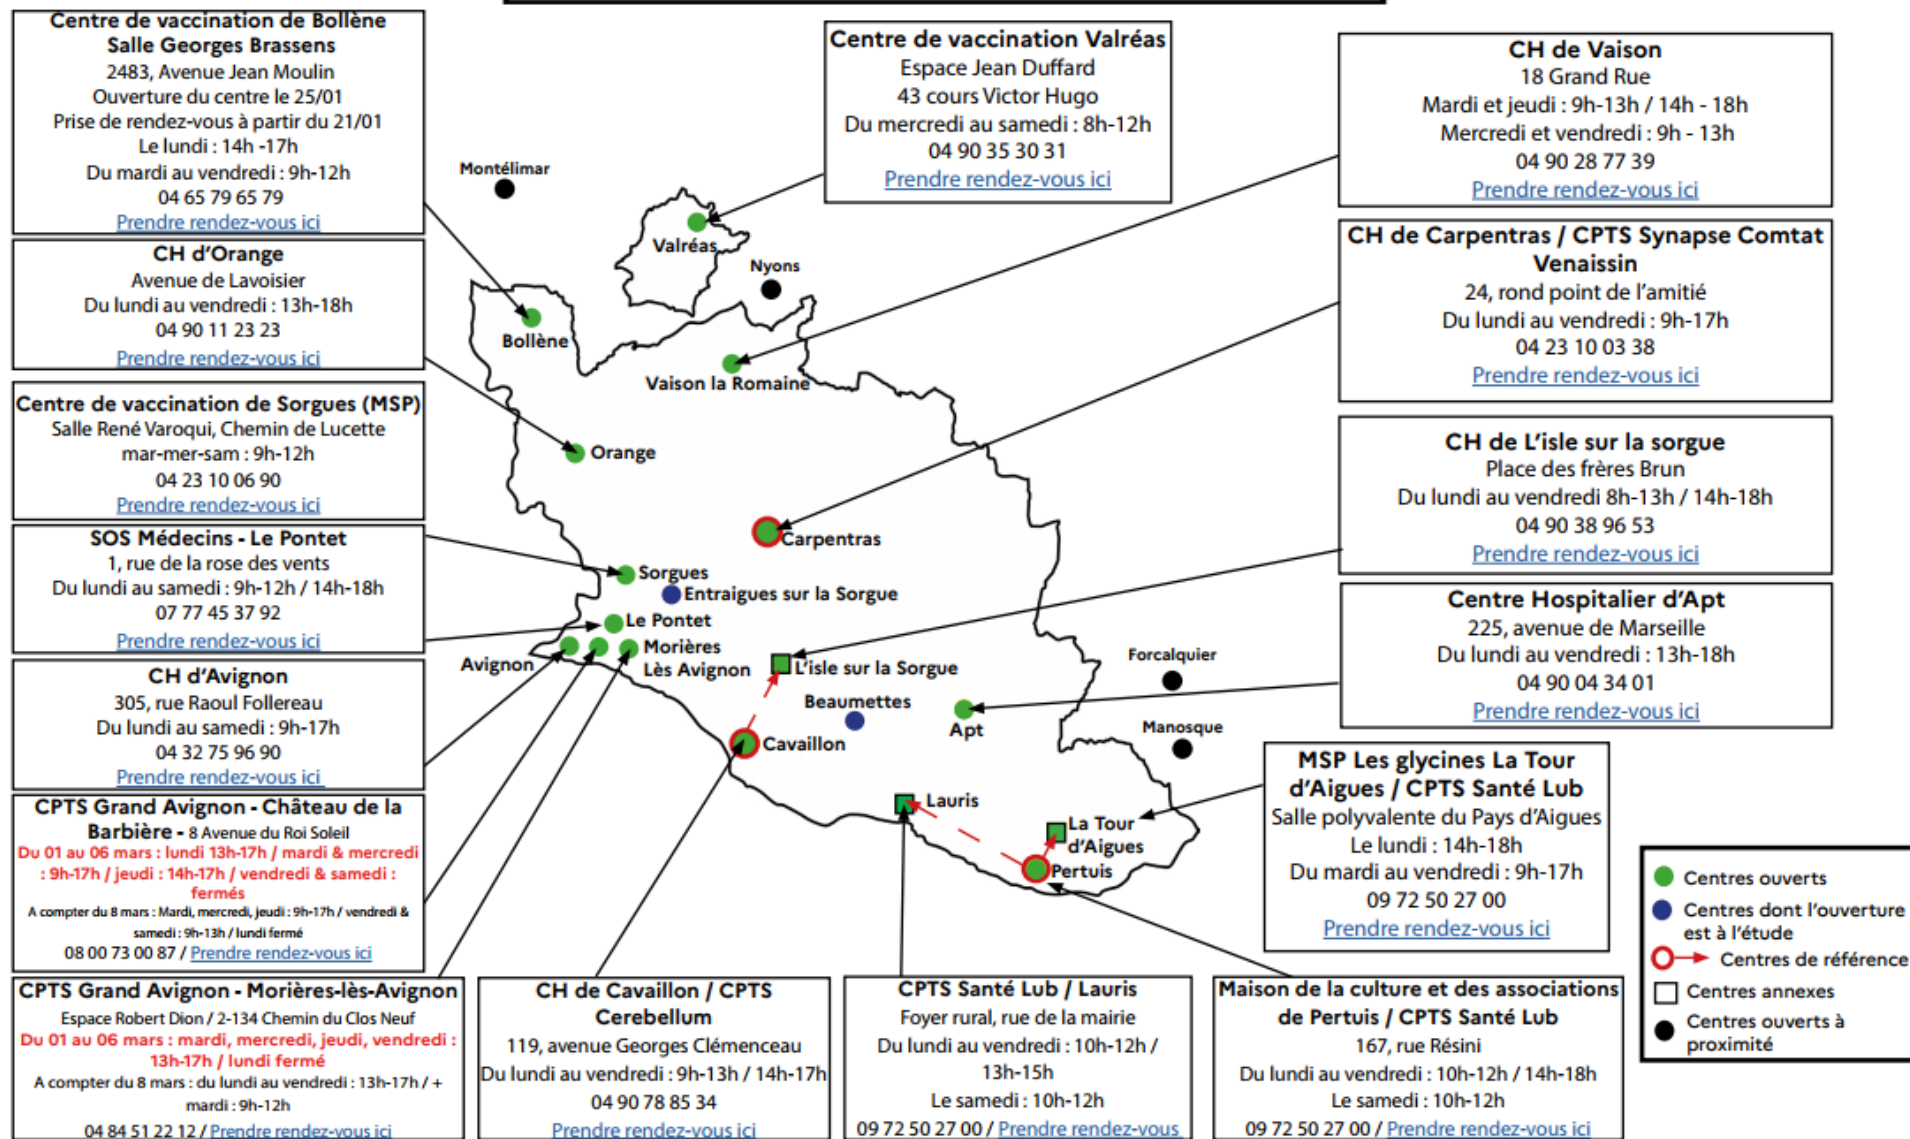 Centre de vaccination de Bollène
Salle Georges Brassens
2483, Avenue Jean Moulin
Ouverture du centre le 25/01
Prise de rendez-vous à partir du 21/01
Le lundi : 14h -17h
Du mardi au vendredi : 9h-12h
04 65 79 65 79
Prendre rendez-vous ici
CH d'Orange
Avenue de Lavoisier
Du lundi au vendredi : 13h-18h
04 90 11 23 23
Prendre rendez-vous ici
Centre de vaccination de Sorgues (MSP)
Salle René Varoqui, Chemin de Lucette
mar-mer-sam : 9h-12h
04 23 10 06 90
Prendre rendez-vous ici
SOS Médecins - Le Pontet
1, rue de la rose des vents
Du lundi au samedi : 9h-12h / 14h-18h
07 77 45 37 92
Prendre rendez-vous ici
CH d'Avignon
305, rue Raoul Follereau
Du lundi au samedi : 9h-17h
04 32 75 96 90
Prendre rendez-vous ici
CPTS Grand Avignon - Château de la
Barbière - 8 Avenue du Roi Soleil
Du 01 au 06 mars : lundi 13h-17h / mardi & mercredi
: 9h-17h / jeudi : 14h-17h / vendredi & samedi :
fermés
A compter du 8 mars : Mardi, mercredi, jeudi : 9h-17h / vendredi &
samedi : 9h-13h / lundi fermé
08 00 73 00 87 / Prendre rendez-vous ici
CPTS Grand Avignon - Morières-lès-Avignon
Espace Robert Dion / 2-134 Chemin du Clos Neuf
Du 01 au 06 mars : mardi, mercredi, jeudi, vendredi :
13h-17h / lundi fermé
A compter du 8 mars : du lundi au vendredi : 13h-17h / +
mardi : 9h-12h
04 84 51 22 12 / Prendre rendez-vous ici
Centre de vaccination Valréas
Espace Jean Duffard
43 cours Victor Hugo
Du mercredi au samedi : 8h-12h
04 90 35 30 31
Prendre rendez-vous ici
CH de Vaison
18 Grand Rue
Mardi et jeudi : 9h-13h / 14h - 18h
Mercredi et vendredi : 9h - 13h
04 90 28 77 39
Prendre rendez-vous ici
CH de Carpentras / CPTS Synapse Comtat
Venaissin
24, rond point de l'amitié
Du lundi au vendredi : 9h-17h
04 23 10 03 38
Prendre rendez-vous ici
CH de L'isle sur la sorgue
Place des frères Brun
Du lundi au vendredi 8h-13h / 14h-18h
04 90 38 96 53
Prendre rendez-vous ici
Centre Hospitalier d'Apt
225, avenue de Marseille
Du lundi au vendredi : 13h-18h
04 90 04 34 01
Prendre rendez-vous ici
MSP Les glycines La Tour
d'Aigues / CPTS Santé Lub
Salle polyvalente du Pays d'Aigues
Le lundi : 14h-18h
Du mardi au vendredi : 9h-17h
09 72 50 27 00
Prendre rendez-vous ici
CH de Cavaillon / CPTS
Cerebellum
119, avenue Georges Clémenceau
Du lundi au vendredi : 9h-13h / 14h-17h
04 90 78 85 34
Prendre rendez-vous ici
CPTS Santé Lub / Lauris
Foyer rural, rue de la mairie
Du lundi au vendredi : 10h-12h /
13h-15h
Le samedi : 10h-12h
09 72 50 27 00 / Prendre rendez-vous
Maison de la culture et des associations
de Pertuis / CPTS Santé Lub
167, rue Résini
Du lundi au vendredi : 10h-12h / 14h-18h
Le samedi : 10h-12h
09 72 50 27 00 / Prendre rendez-vous ici
Montélimar
Valréas
Nyons
Bollène
Vaison la Romaine
Orange
Carpentras
Sorgues
Entraigues sur la Sorgue
Le Pontet
Avignon
Morières
Lès Avignon
L'isle sur la Sorgue
Beaumettes
Cavaillon
Apt
Forcalquier
Manosque
Lauris
La Tour
d'Aigues
Pertuis
Centres ouverts
Centres dont l'ouverture
est à l'étude
Centres de référence
Centres annexes
Centres ouverts à
proximité